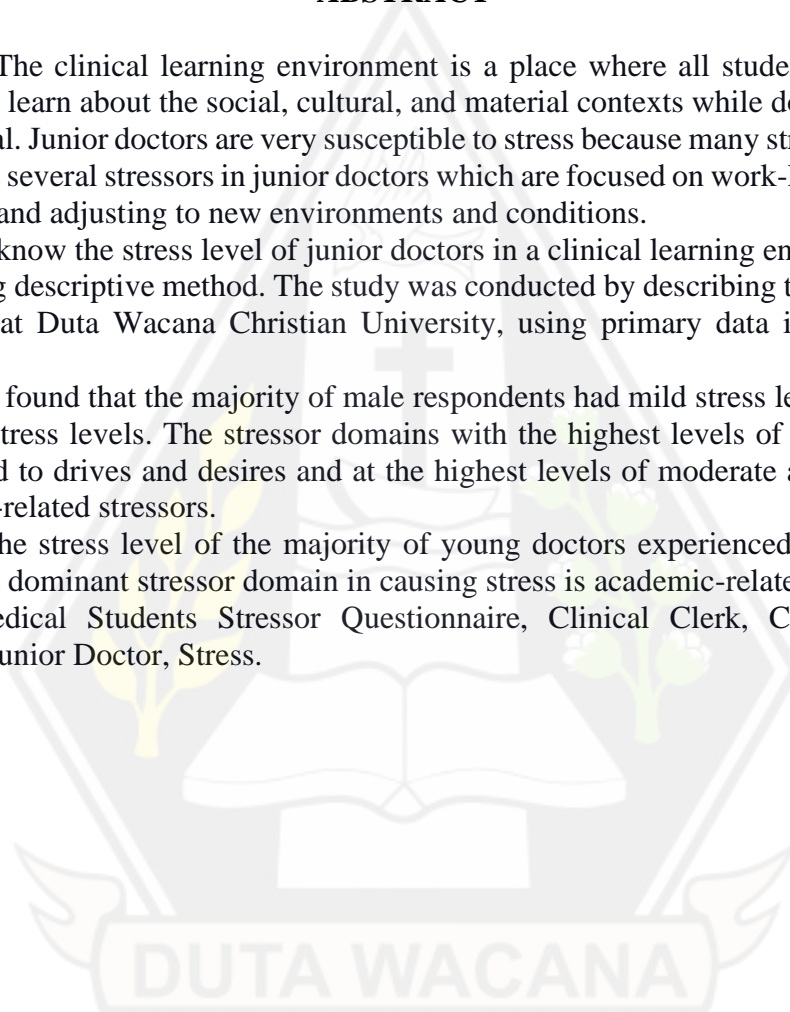 The clinical learning environment is a place where all stude
learn about the social, cultural, and material contexts while d
al. Junior doctors are very susceptible to stress because many str
several stressors in junior doctors which are focused on work-
and adjusting to new environments and conditions.
know the stress level of junior doctors in a clinical learning en
g descriptive method. The study was conducted by describing t
at Duta Wacana Christian University, using primary data i
found that the majority of male respondents had mild stress le
tress levels. The stressor domains with the highest levels of
d to drives and desires and at the highest levels of moderate a
-related stressors.
he stress level of the majority of young doctors experienced
dominant stressor domain in causing stress is academic-relate
edical Students Stressor Questionnaire, Clinical Clerk, C
unior Doctor, Stress.
DUTA WACANA